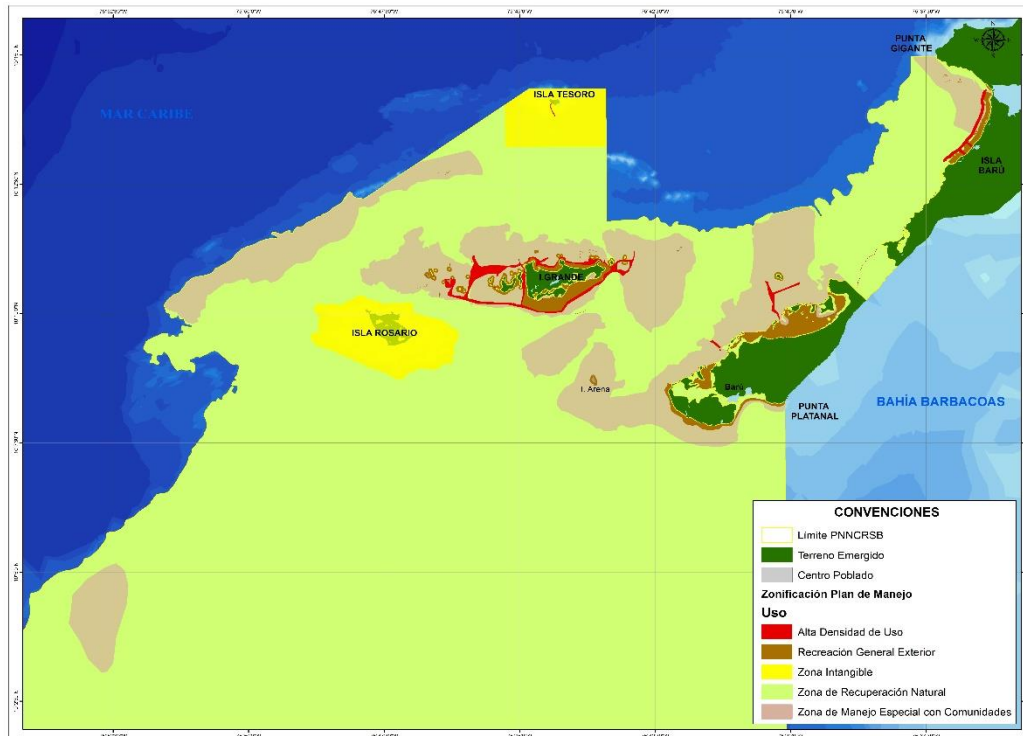 PUNTA
GIGANTE
N
ISLA TESORO
MAR CARIBE
ISLA
BARÚ
I.GRANDE
ISLA ROSARIO
I. Arena
Barú
PUNTA
PLATANAL
BAHÍA BARBACOAS
CONVENCIONES
Límite PNNCRSB
Terreno Emergido
Centro Poblado
Zonificación Plan de Manejo
Uso
Alta Densidad de Uso
Recreación General Exterior
Zona Intangible
Zona de Recuperación Natural
Zona de Manejo Especial con Comunidades